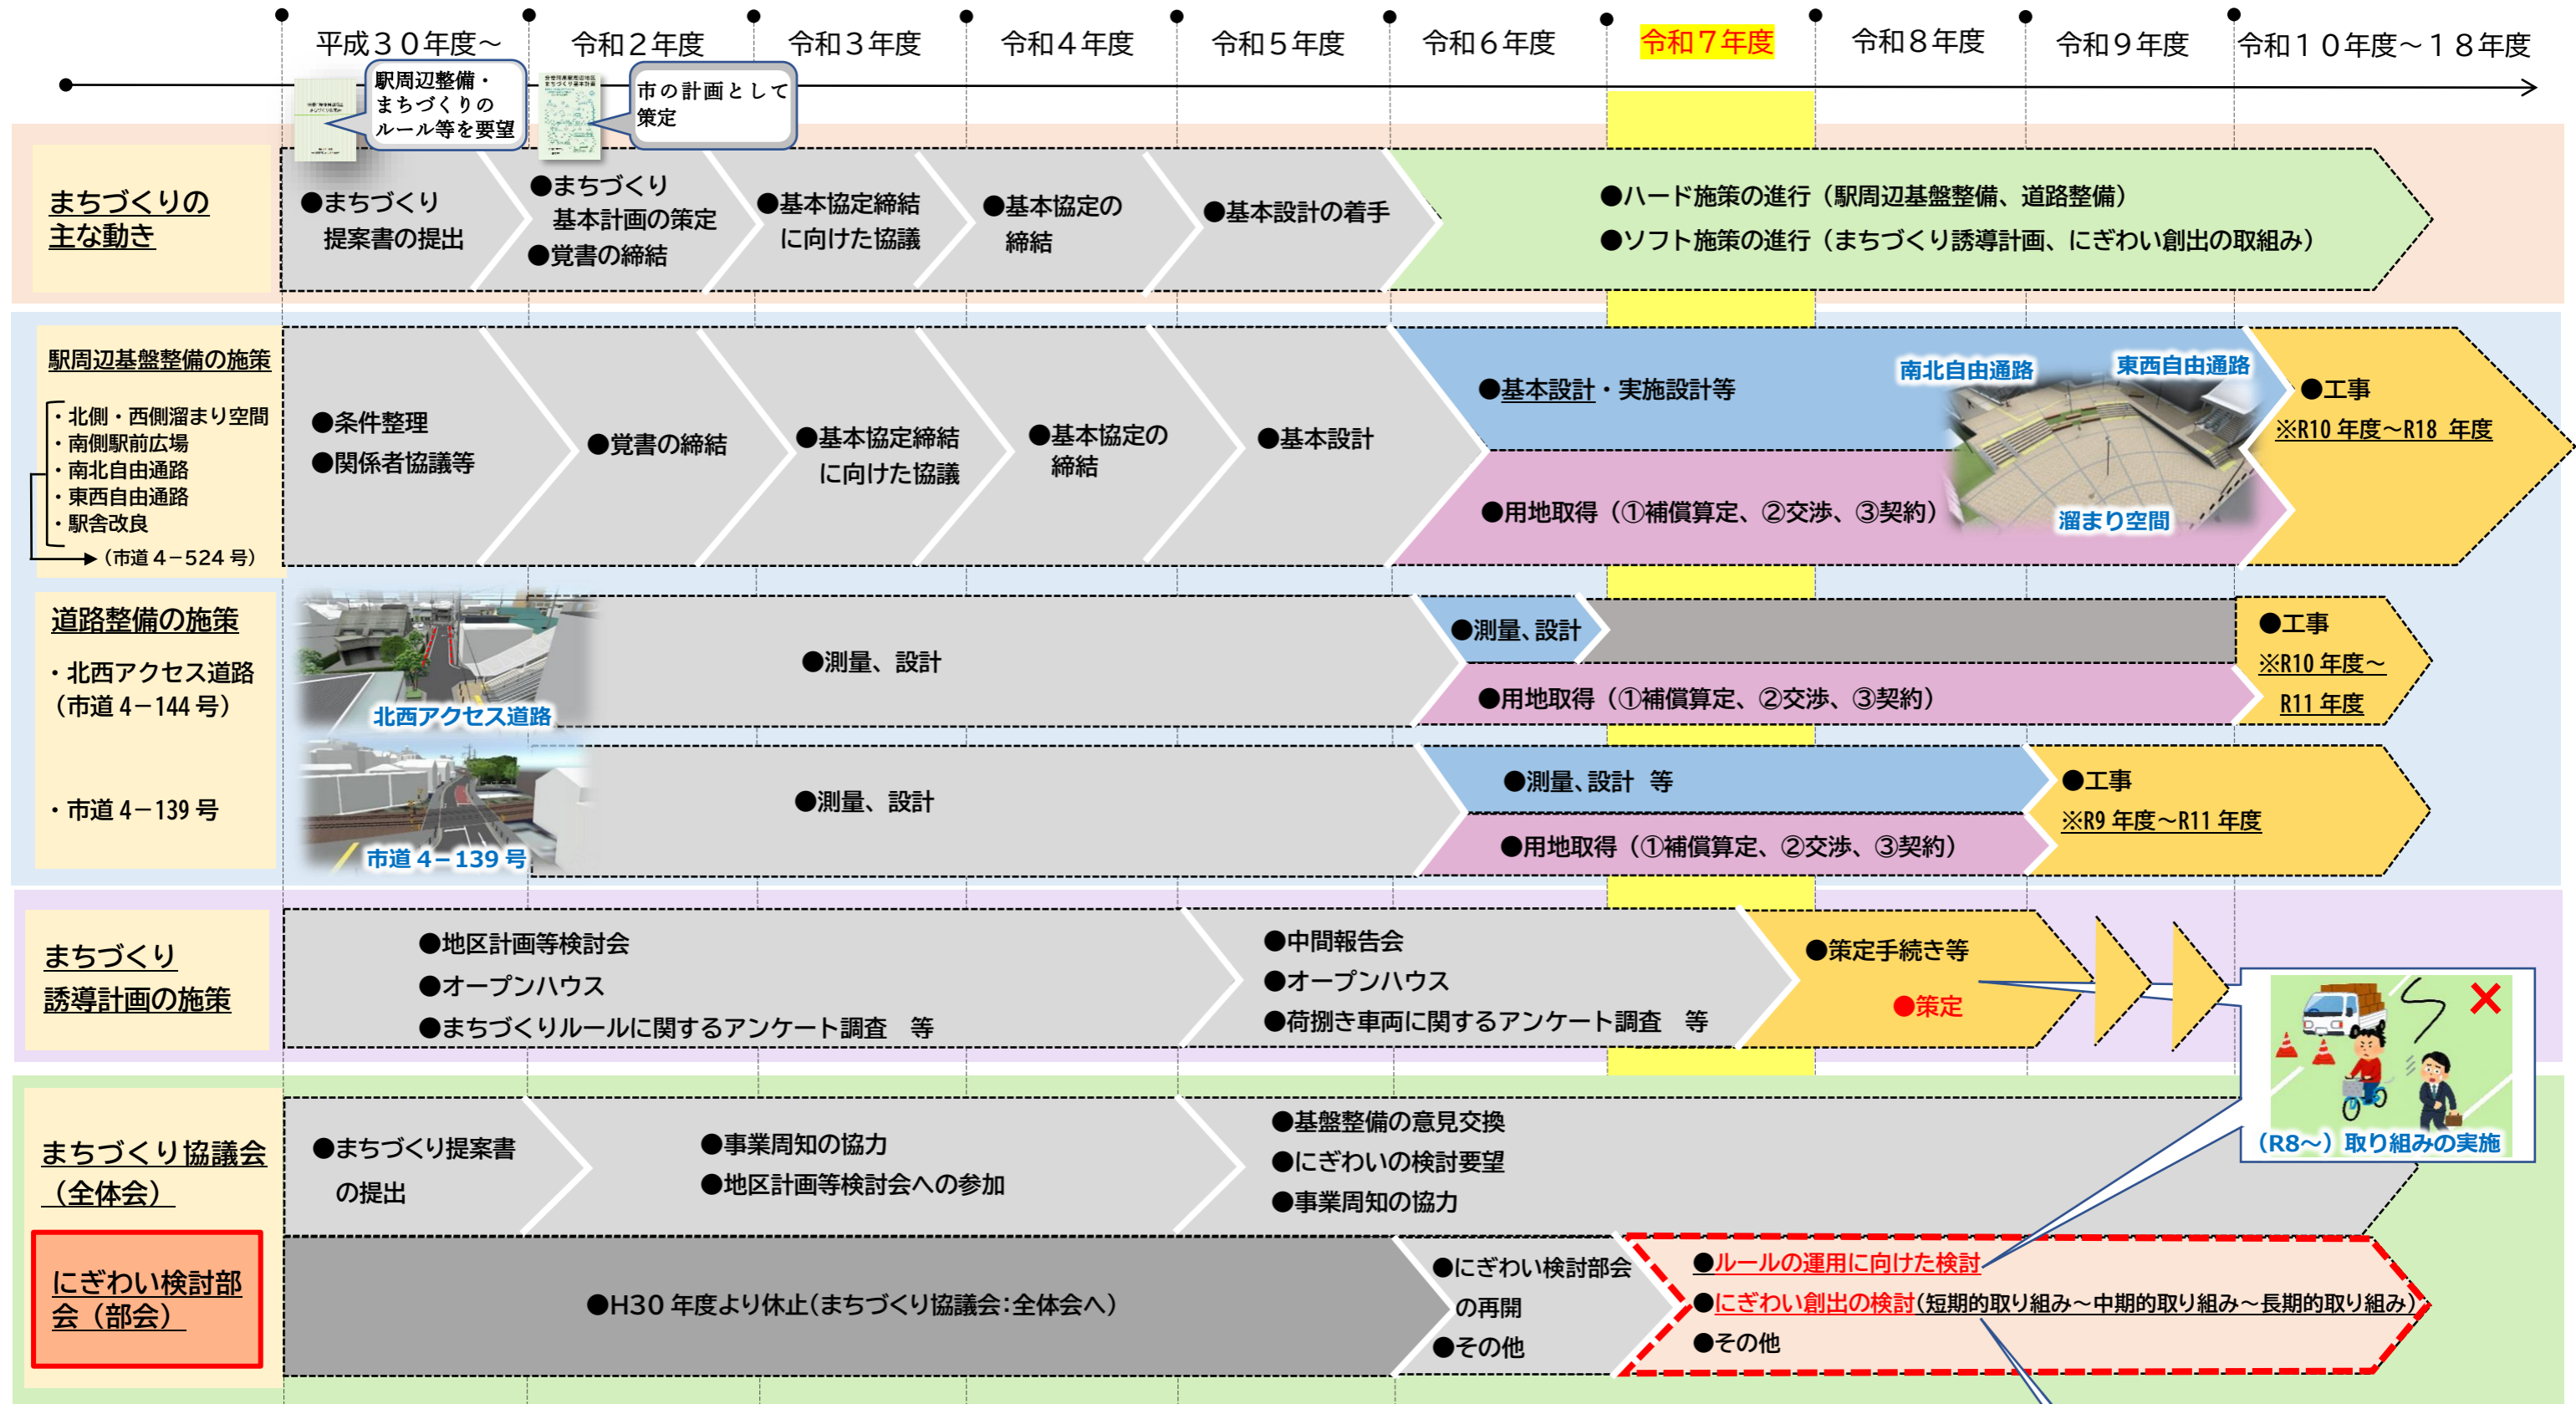 平成３０年度～
令和２年度
令和３年度
令和４年度
令和５年度
令和６年度
令和７年度
令和８年度
令和９年度
令和１０年度～１８年度
駅周辺整備・
まちづくりの
ルール等を要望
市の計画として
策定
まちづくりの
主な動き
●まちづくり
提案書の提出
●まちづくり
基本計画の策定
●覚書の締結
●基本協定締結
に向けた協議
●基本協定の
締結
●基本設計の着手
●ハード施策の進行（駅周辺基盤整備、道路整備）
●ソフト施策の進行（まちづくり誘導計画、にぎわい創出の取組み）
駅周辺基盤整備の施策
・北側・西側溜まり空間
・南側駅前広場
・南北自由通路
・東西自由通路
・駅舎改良
（市道４－５２４号）
●条件整理
●関係者協議等
●覚書の締結
●基本協定締結
に向けた協議
●基本協定の
締結
●基本設計
●基本設計・実施設計等
●用地取得（①補償算定、②交渉、③契約）
南北自由通路
東西自由通路
溜まり空間
●工事
※R10 年度～R18 年度
道路整備の施策
・北西アクセス道路
（市道４－１４４号）
北西アクセス道路
●測量、設計
●測量、設計
●用地取得（①補償算定、②交渉、③契約）
●工事
※R10 年度～
R11 年度
・市道４－１３９号
市道４－１３９号
●測量、設計
●測量、設計 等
●用地取得（①補償算定、②交渉、③契約）
●工事
※R9 年度～R11 年度
まちづくり
誘導計画の施策
●地区計画等検討会
●オープンハウス
●まちづくりルールに関するアンケート調査　等
●中間報告会
●オープンハウス
●荷捌き車両に関するアンケート調査　等
●策定手続き等
●策定
（R8～）取り組みの実施
まちづくり協議会
（全体会）
●まちづくり提案書
の提出
●事業周知の協力
●地区計画等検討会への参加
●基盤整備の意見交換
●にぎわいの検討要望
●事業周知の協力
にぎわい検討部
会（部会）
●H30 年度より休止(まちづくり協議会：全体会へ)
●にぎわい検討部会
の再開
●その他
●ルールの運用に向けた検討
●にぎわい創出の検討(短期的取り組み～中期的取り組み～長期的取り組み)
●その他